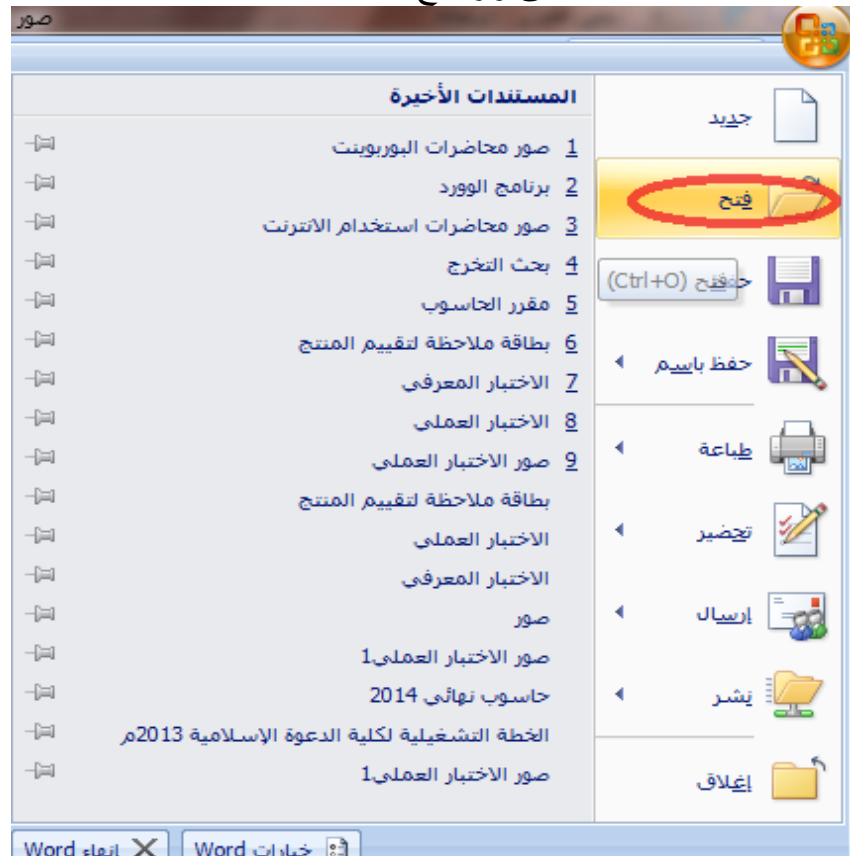 صور
جديد
فتح
فتح (Ctrl+O)
حفظ باسم
طباعة
تحضير
إرسال
نشر
إغلاق
المستندات الأخيرة
1 صور محاضرات البوربوينت
2 برنامج الوورد
3 صور محاضرات استخدام الانترنت
4 بحث التخرج
5 مقرر الحاسوب
6 بطاقة ملاحظة لتقييم المنتج
7 الاختبار المعرفي
8 الاختبار العملي
9 صور الاختبار العملي
بطاقة ملاحظة لتقييم المنتج
الاختبار العملي
الاختبار المعرفي
صور
صور الاختبار العملي1
حاسوب نهائي 2014
الخطة التشغيلية لكلية الدعوة الإسلامية 2013م
صور الاختبار العملي1
خيارات Word
إنهاء Word